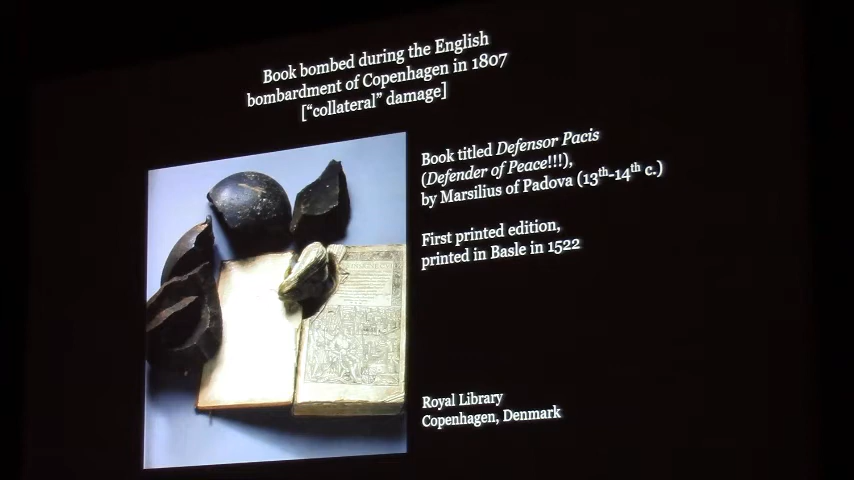 Book bombed during the English
bombardment of Copenhagen in 1807
[“collateral” damage]
Book titled Defensor Pacis
(Defender of Peace!!!),
by Marsilius of Padova (13th-14th c.)
First printed edition,
printed in Basle in 1522
Royal Library
Copenhagen, Denmark